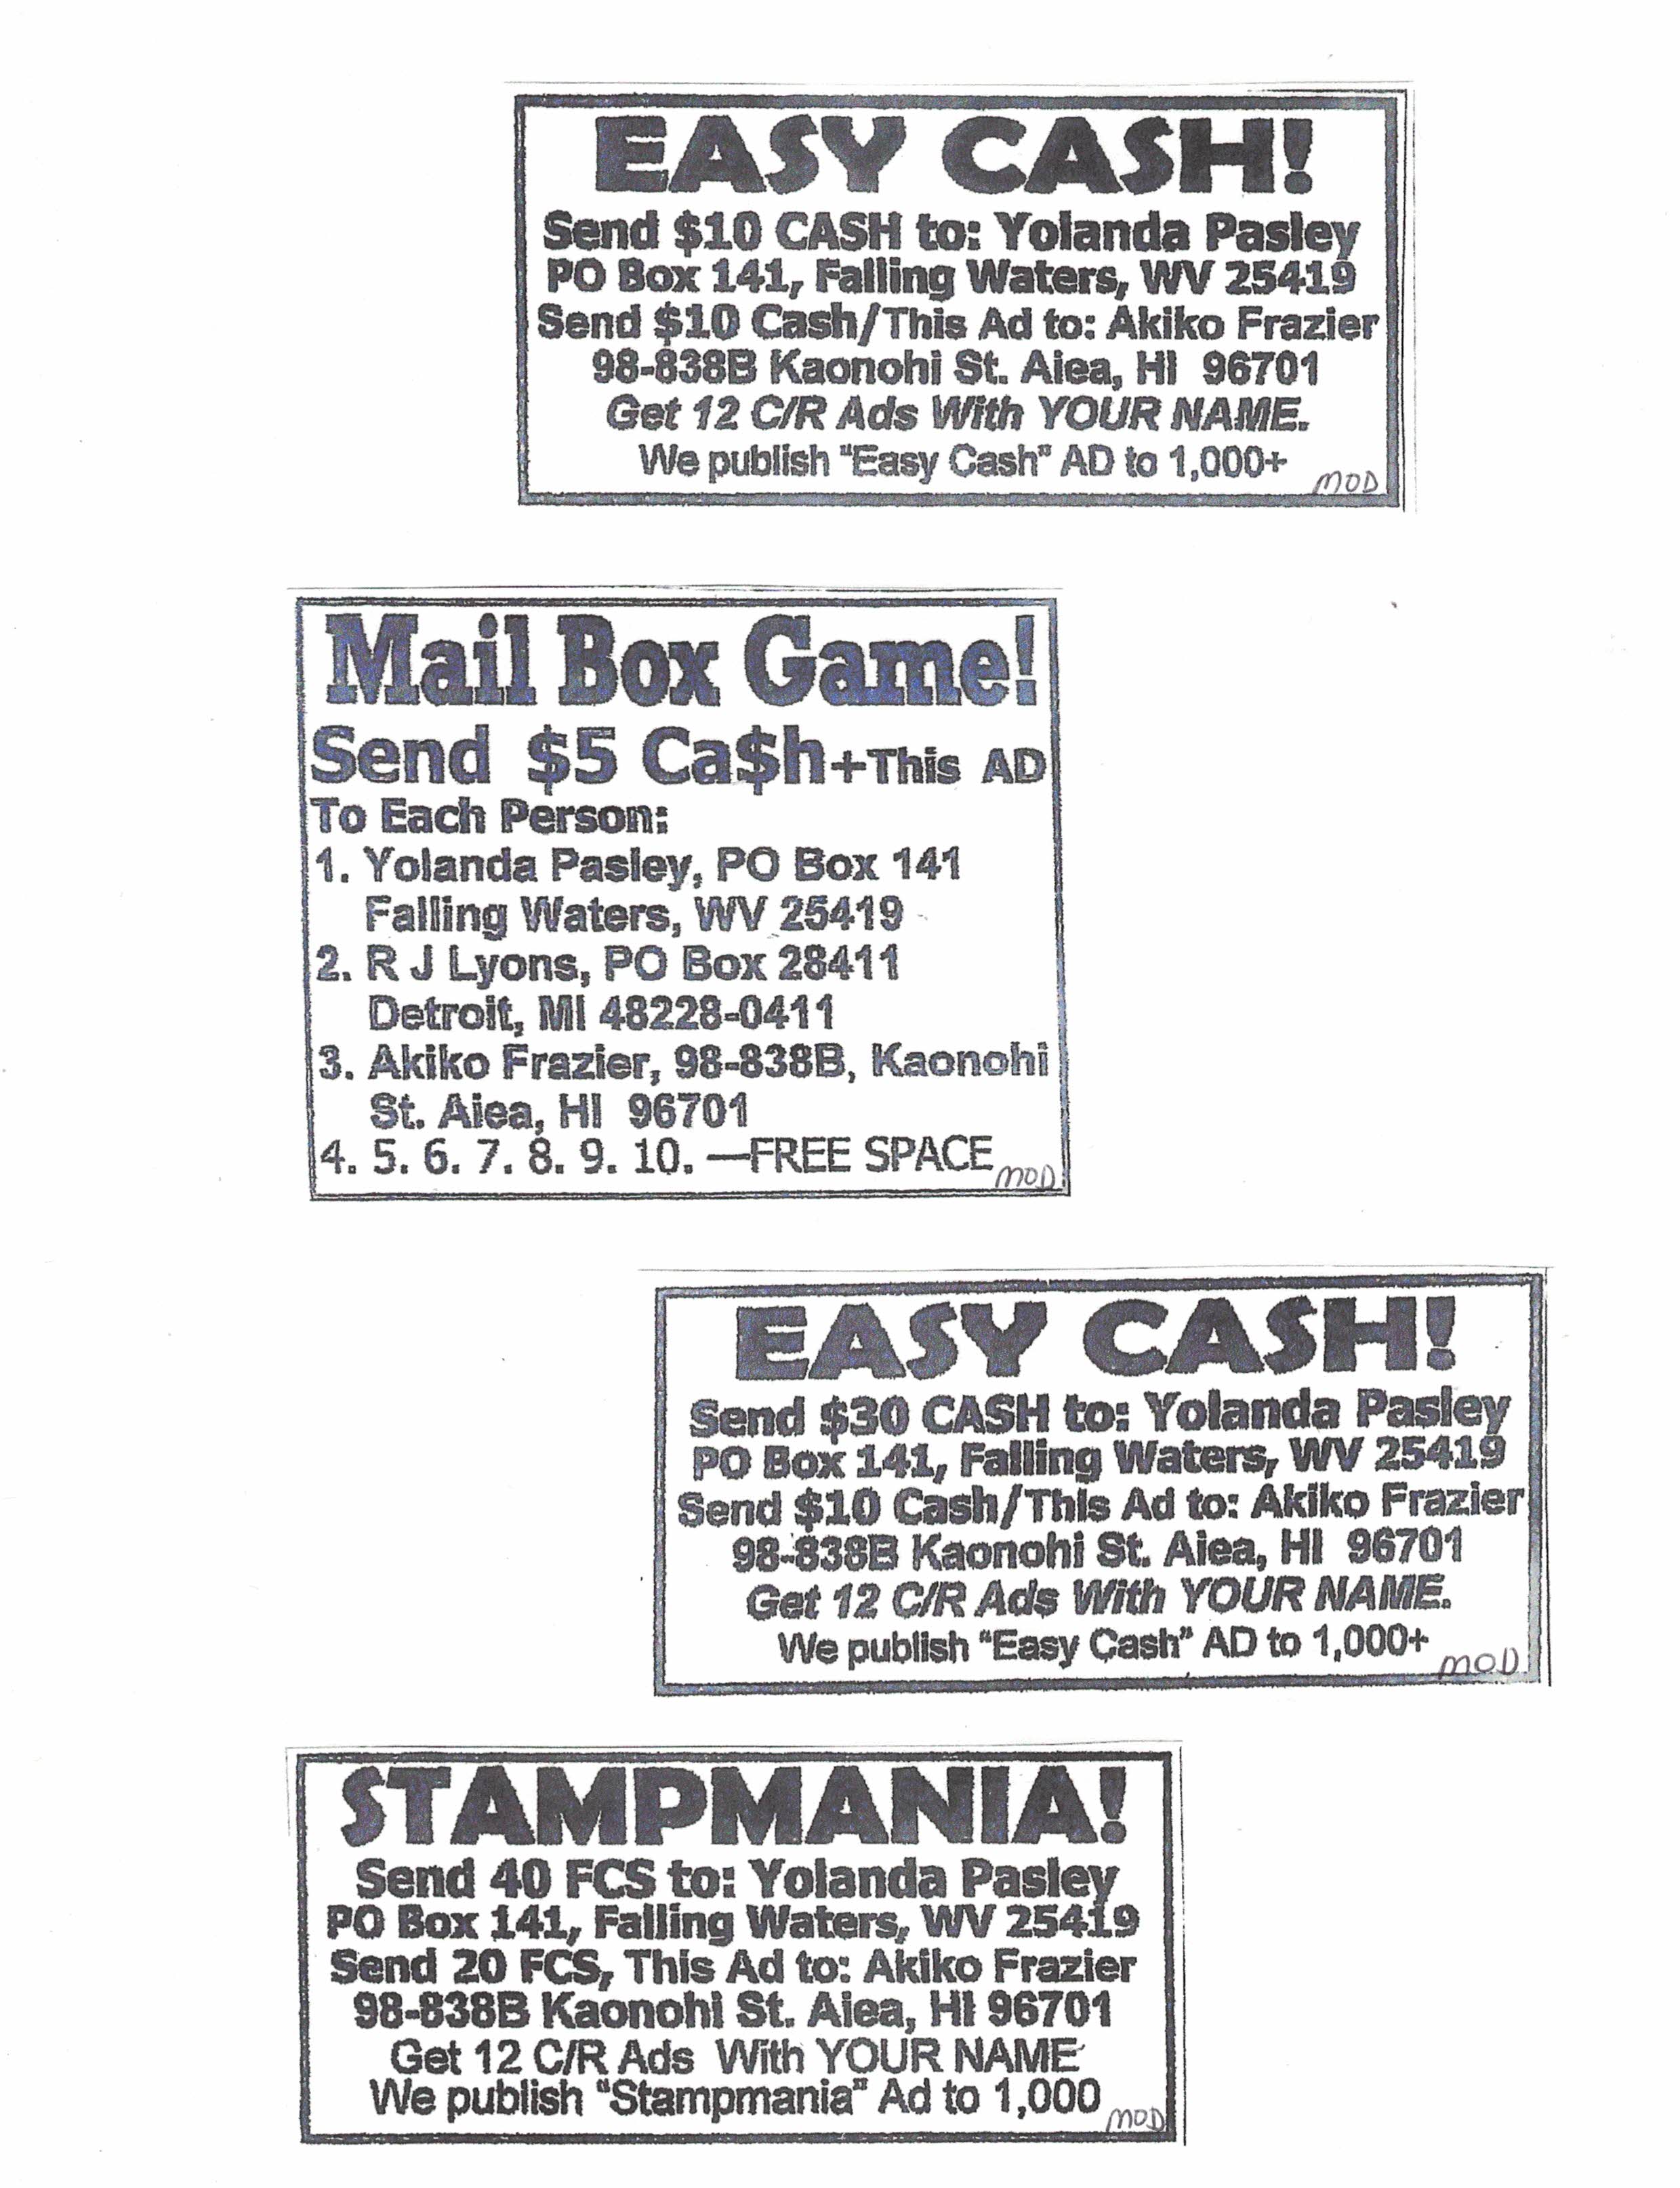 EASY CASH!
Send $10 CASH to: Yolanda Pasley
PO Box 141, Falling Waters, WV 25419
Send $10 Cash/This Ad to: Akiko Frazier
98-838B Kaonohi St. Aiea, HI 96701
Get 12 C/R Ads With YOUR NAME.
We publish "Easy Cash" AD to 1,000+
MOD
Mail Box Game!
Send $5 Ca$h+This AD
To Each Person:
1. Yolanda Pasley, PO Box 141
Falling Waters, WV 25419
2. R J Lyons, PO Box 28411
Detroit, MI 48228-0411
3. Akiko Frazier, 98-838B, Kaonohi
St. Aiea, HI 96701
4. 5. 6. 7. 8. 9. 10. —FREE SPACE
MOD
EASY CASH!
Send $30 CASH to: Yolanda Pasley
PO Box 141, Falling Waters, WV 25419
Send $10 Cash/This Ad to: Akiko Frazier
98-838B Kaonohi St. Aiea, HI 96701
Get 12 C/R Ads With YOUR NAME.
We publish "Easy Cash" AD to 1,000+
MOD
STAMPMANIA!
Send 40 FCS to: Yolanda Pasley
PO Box 141, Falling Waters, WV 25419
Send 20 FCS, This Ad to: Akiko Frazier
98-838B Kaonohi St. Aiea, HI 96701
Get 12 C/R Ads With YOUR NAME
We publish "Stampmania" Ad to 1,000
MOD